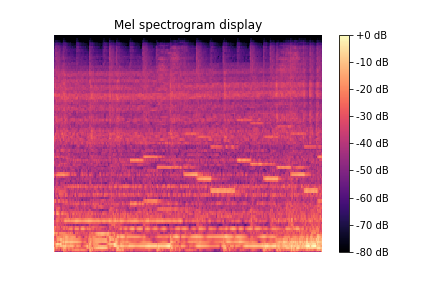 Mel spectrogram display
+0 dB
-10 dB
-20 dB
-30 dB
-40 dB
-50 dB
-60 dB
-70 dB
-80 dB